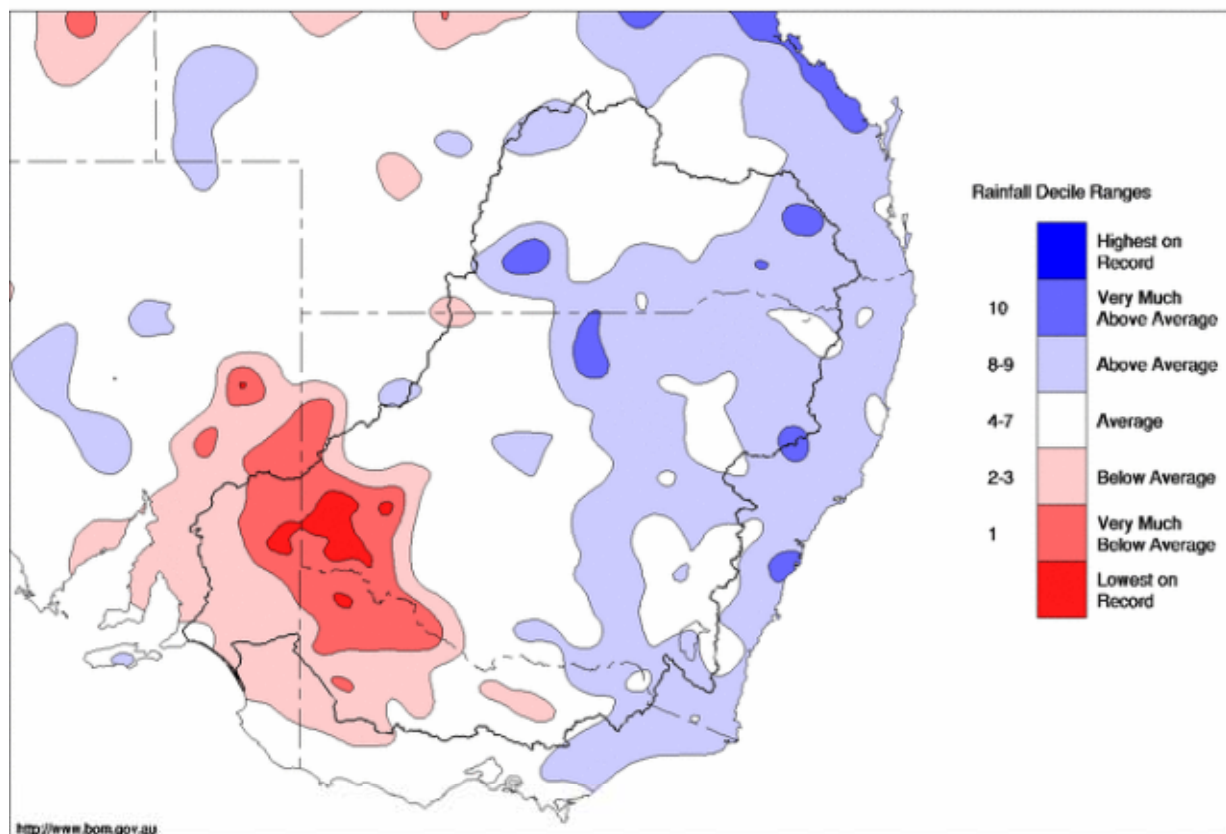 Rainfall Decile Ranges
Highest on
Record
10
Very Much
Above Average
8-9
Above Average
4-7
Average
2-3
Below Average
1
Very Much
Below Average
Lowest on
Record
http://www.bom.gov.au